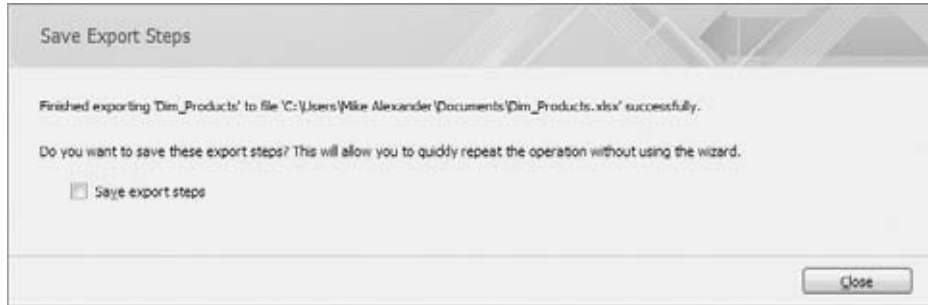 Save Export Steps
Finished exporting 'Dim_Products' to file 'C:\Users\Mike Alexander\Documents\Dim_Products.xlsx' successfully.
Do you want to save these export steps? This will allow you to quickly repeat the operation without using the wizard.
Save export steps
Close